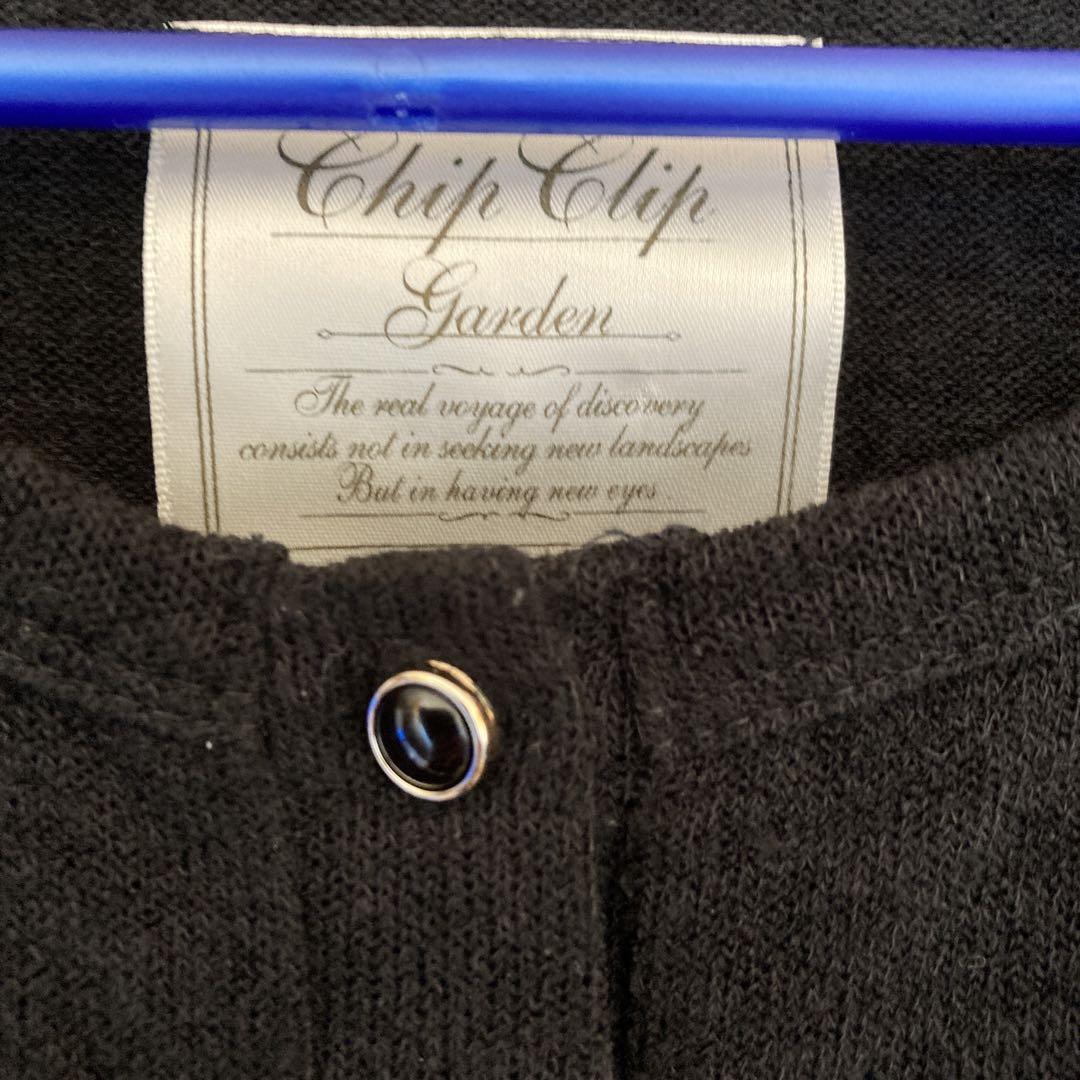 Chip Clip
Garden
The real voyage of discovery
consists not in seeking new landscapes
But in having new eyes.